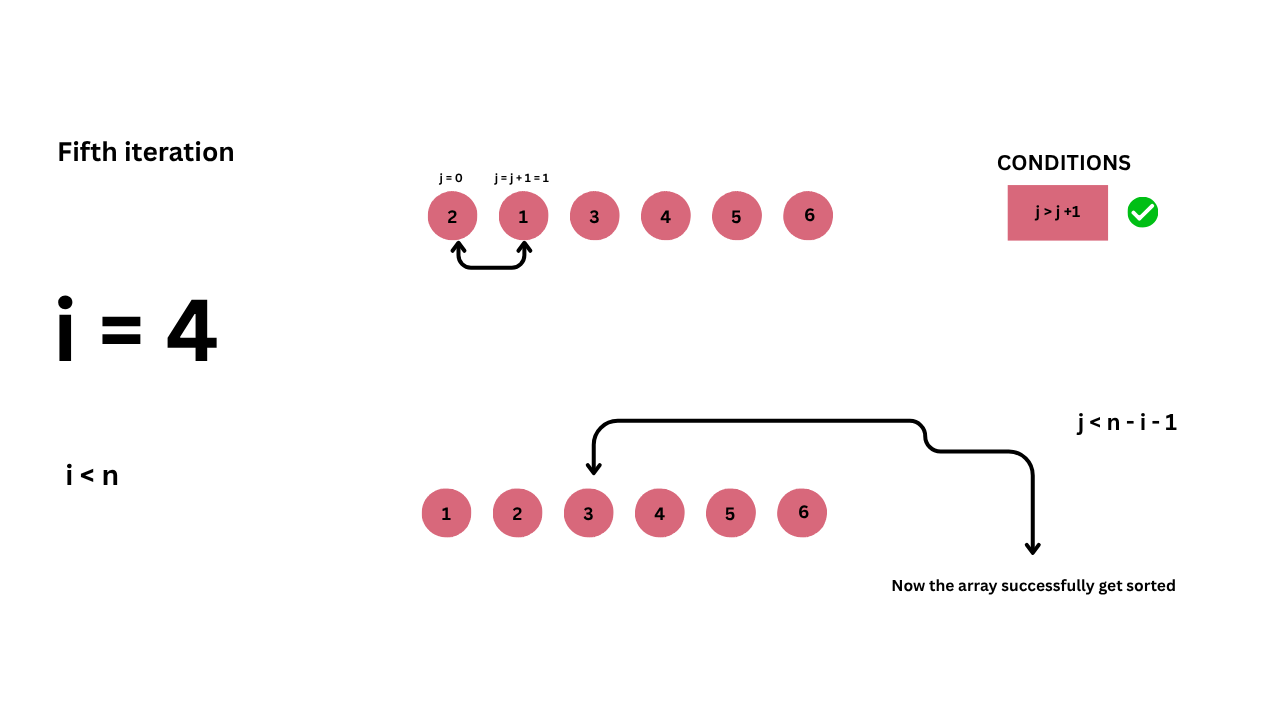 Fifth iteration
CONDITIONS
j = 0
j = j + 1 = 1
2 1 3 4 5 6
j > j +1
i = 4
j < n - i - 1
i < n
1 2 3 4 5 6
Now the array successfully get sorted